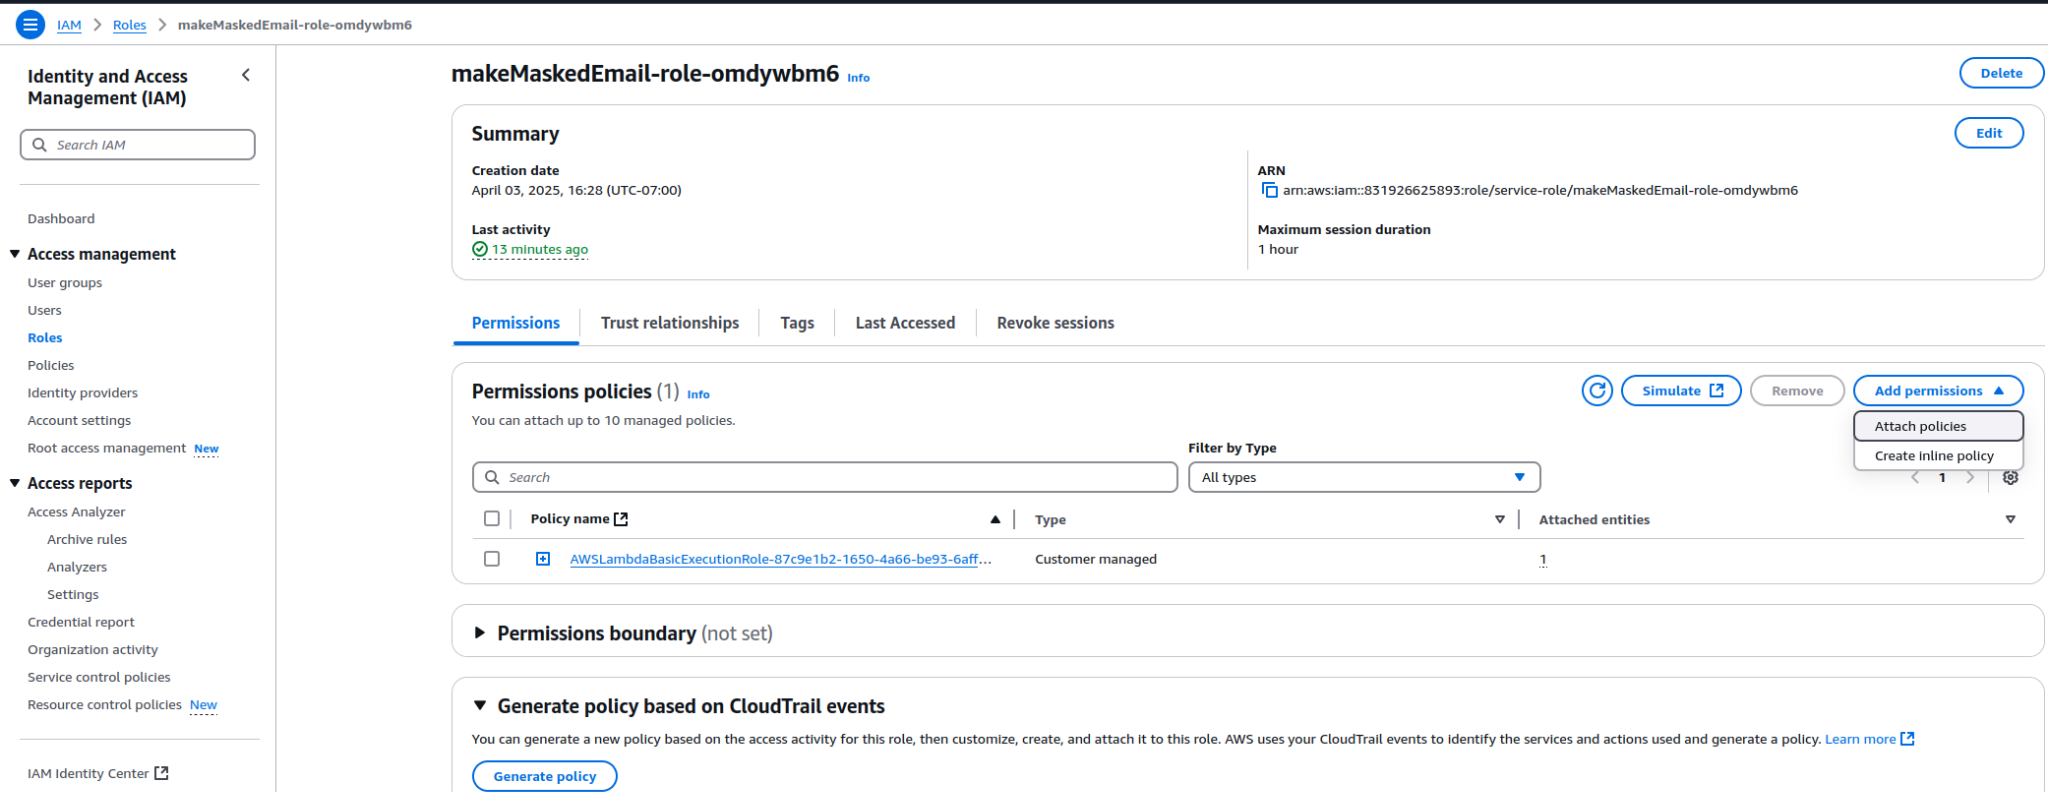 IAM > Roles > makeMaskedEmail-role-omdywbm6
Identity and Access Management (IAM)
Search IAM
Dashboard
Access management
User groups
Users
Roles
Policies
Identity providers
Account settings
Root access management New
Access reports
Access Analyzer
Archive rules
Analyzers
Settings
Credential report
Organization activity
Service control policies
Resource control policies New
IAM Identity Center
makeMaskedEmail-role-omdywbm6 Info
Delete
Summary
Edit
Creation date
April 03, 2025, 16:28 (UTC-07:00)
ARN
arn:aws:iam::831926625893:role/service-role/makeMaskedEmail-role-omdywbm6
Last activity
13 minutes ago
Maximum session duration
1 hour
Permissions Trust relationships Tags Last Accessed Revoke sessions
Permissions policies (1) Info
Simulate Remove Add permissions
You can attach up to 10 managed policies.
Attach policies
Create inline policy
Filter by Type
Search All types 1
Policy name Type Attached entities
AWSLambdaBasicExecutionRole-87c9e1b2-1650-4a66-be93-6aff... Customer managed 1
Permissions boundary (not set)
Generate policy based on CloudTrail events
You can generate a new policy based on the access activity for this role, then customize, create, and attach it to this role. AWS uses your CloudTrail events to identify the services and actions used and generate a policy. Learn more
Generate policy